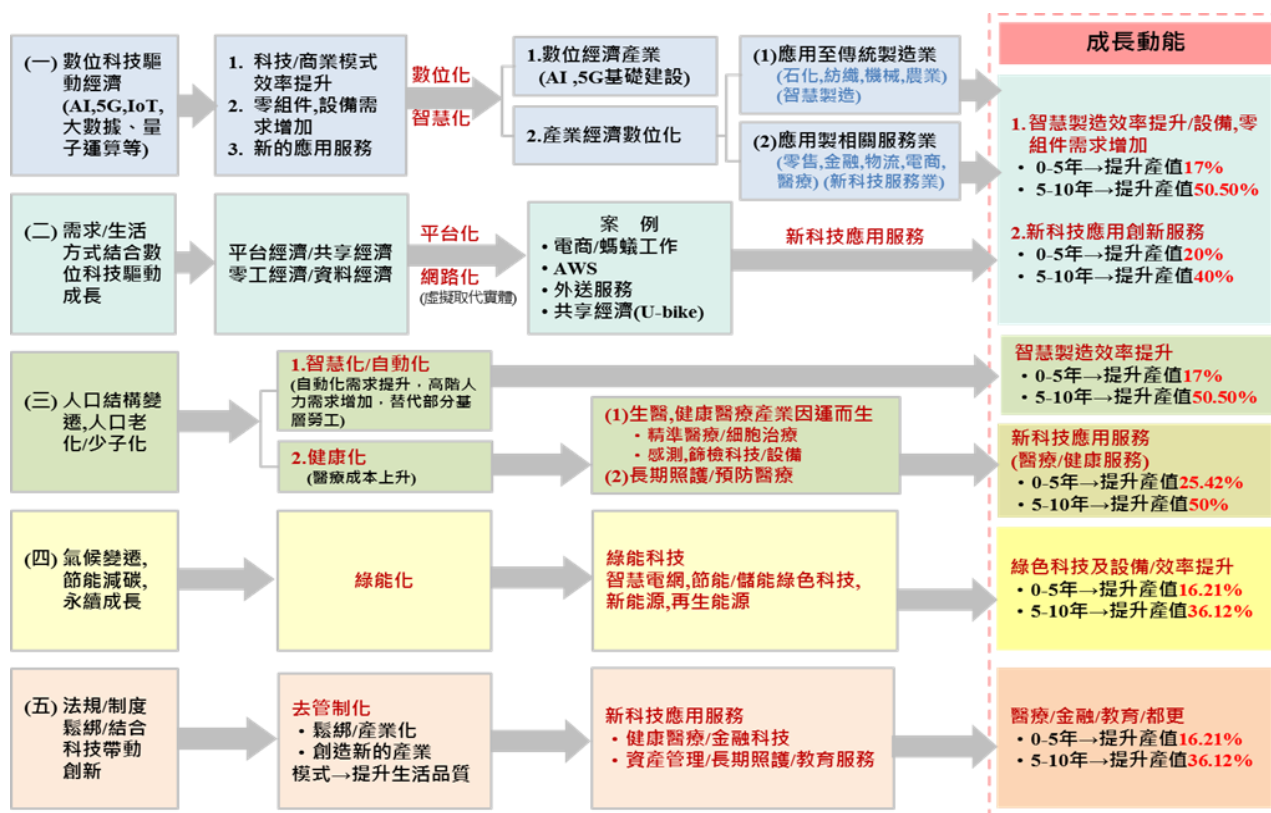 成長動能
(一) 數位科技驅
動經濟
(AI,5G,IoT,
大數據、量
子運算等)
1. 科技/商業模式
效率提升
2. 零組件,設備需
求增加
3. 新的應用服務
數位化
智慧化
1.數位經濟產業
(AI ,5G基礎建設)
2.產業經濟數位化
(1)應用至傳統製造業
(石化,紡織,機械,農業)
(智慧製造)
(2)應用製相關服務業
(零售,金融,物流,電商,
醫療) (新科技服務業)
1.智慧製造效率提升/設備,零
組件需求增加
・0-5年→提升產值17%
・5-10年→提升產值50.50%
2.新科技應用創新服務
・0-5年→提升產值20%
・5-10年→提升產值40%
(二) 需求/生活
方式結合數
位科技驅動
成長
平台經濟/共享經濟
零工經濟/資料經濟
平台化
網路化
(虛擬取代實體)
案 例
・電商/螞蟻工作
・AWS
・外送服務
・共享經濟(U-bike)
新科技應用服務
(三) 人口結構變
遷,人口老
化/少子化
1.智慧化/自動化
(自動化需求提升，高階人
力需求增加，替代部分基
層勞工)
2.健康化
(醫療成本上升)
(1)生醫,健康醫療產業因運而生
・精準醫療/細胞治療
・感測,篩檢科技/設備
(2)長期照護/預防醫療
智慧製造效率提升
・0-5年→提升產值17%
・5-10年→提升產值50.50%
新科技應用服務
(醫療/健康服務)
・0-5年→提升產值25.42%
・5-10年→提升產值50%
(四) 氣候變遷,
節能減碳,
永續成長
綠能化
綠能科技
智慧電網,節能/儲能綠色科技,
新能源,再生能源
綠色科技及設備/效率提升
・0-5年→提升產值16.21%
・5-10年→提升產值36.12%
(五) 法規/制度
鬆綁/結合
科技帶動
創新
去管制化
・鬆綁/產業化
・創造新的產業
模式→提升生活品質
新科技應用服務
・健康醫療/金融科技
・資產管理/長期照護/教育服務
醫療/金融/教育/都更
・0-5年→提升產值16.21%
・5-10年→提升產值36.12%